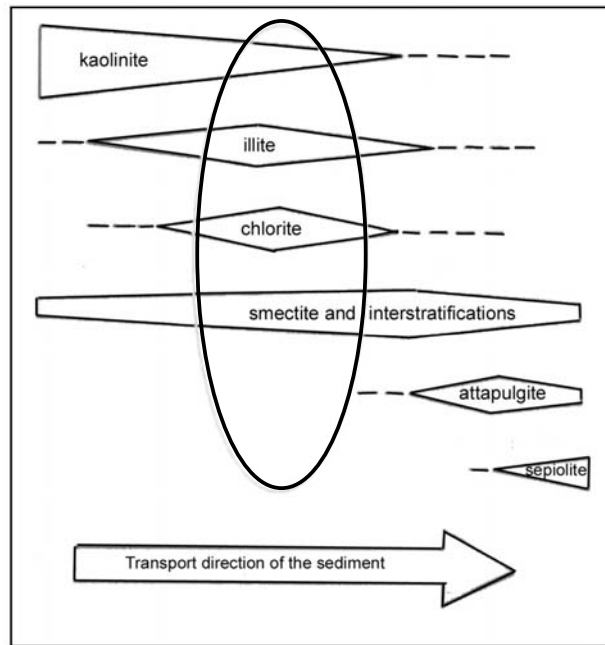 kaolinite
illite
chlorite
smectite and interstratifications
attapulgite
sepiolite
Transport direction of the sediment